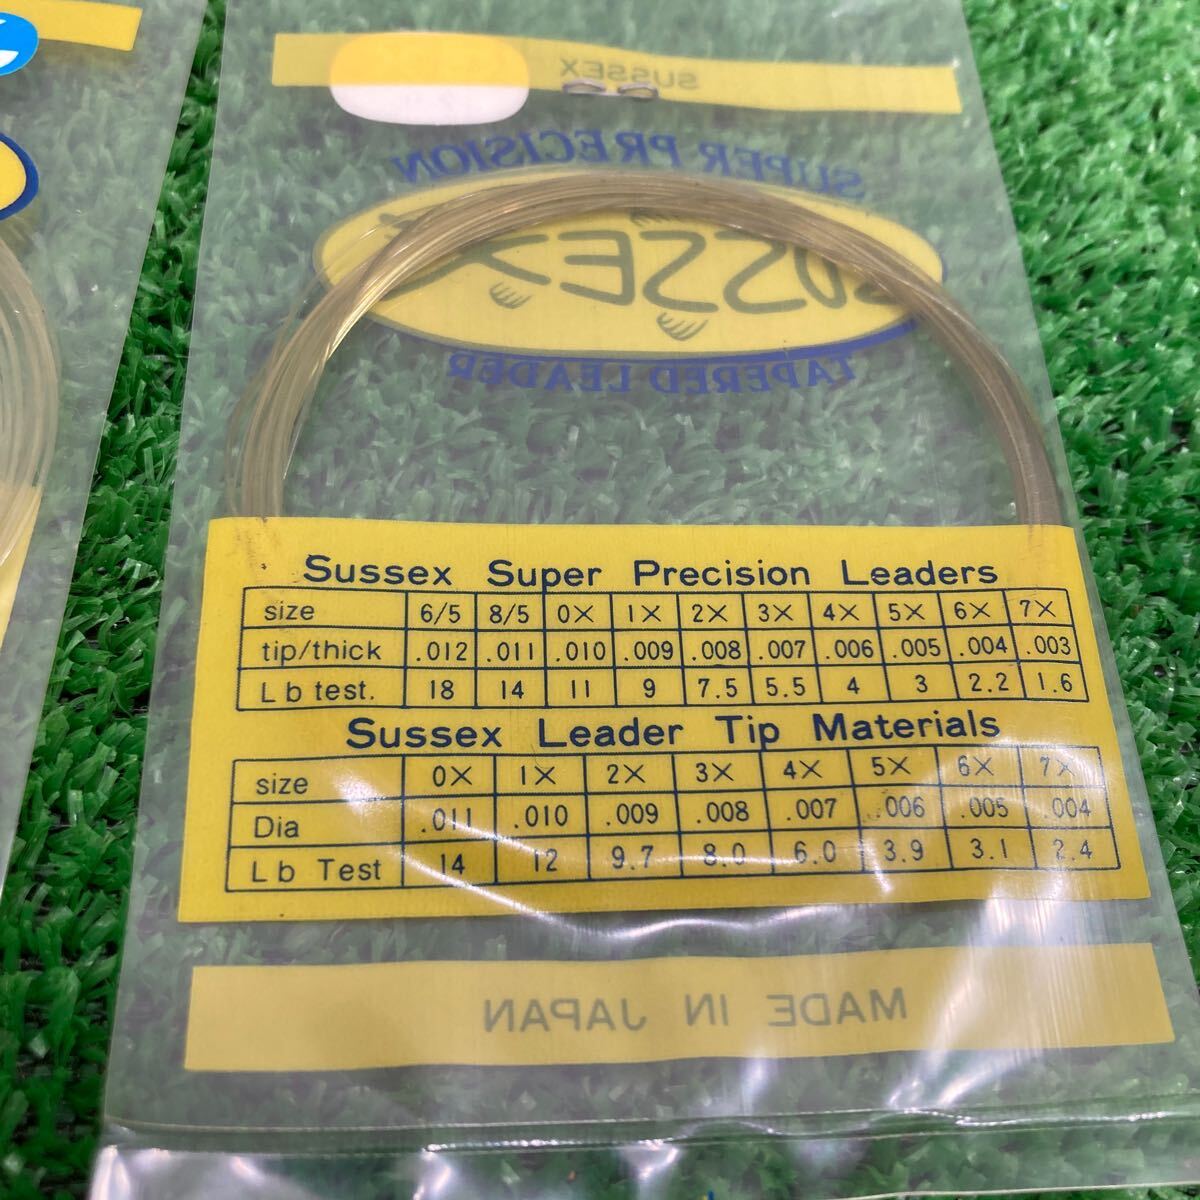 SUSSEX
SUPER PRECISION
SUSSEX
TAPERED LEADER
Sussex Super Precision Leaders
size 6/5 8/5 0X 1X 2X 3X 4X 5X 6X 7X
tip/thick .012 .011 .010 .009 .008 .007 .006 .005 .004 .003
Lb test. 18 14 11 9 7.5 5.5 4 3 2.2 1.6
Sussex Leader Tip Materials
size 0X 1X 2X 3X 4X 5X 6X 7X
Dia .011 .010 .009 .008 .007 .006 .005 .004
Lb Test 14 12 9.7 8.0 6.0 3.9 3.1 2.4
MADE IN JAPAN